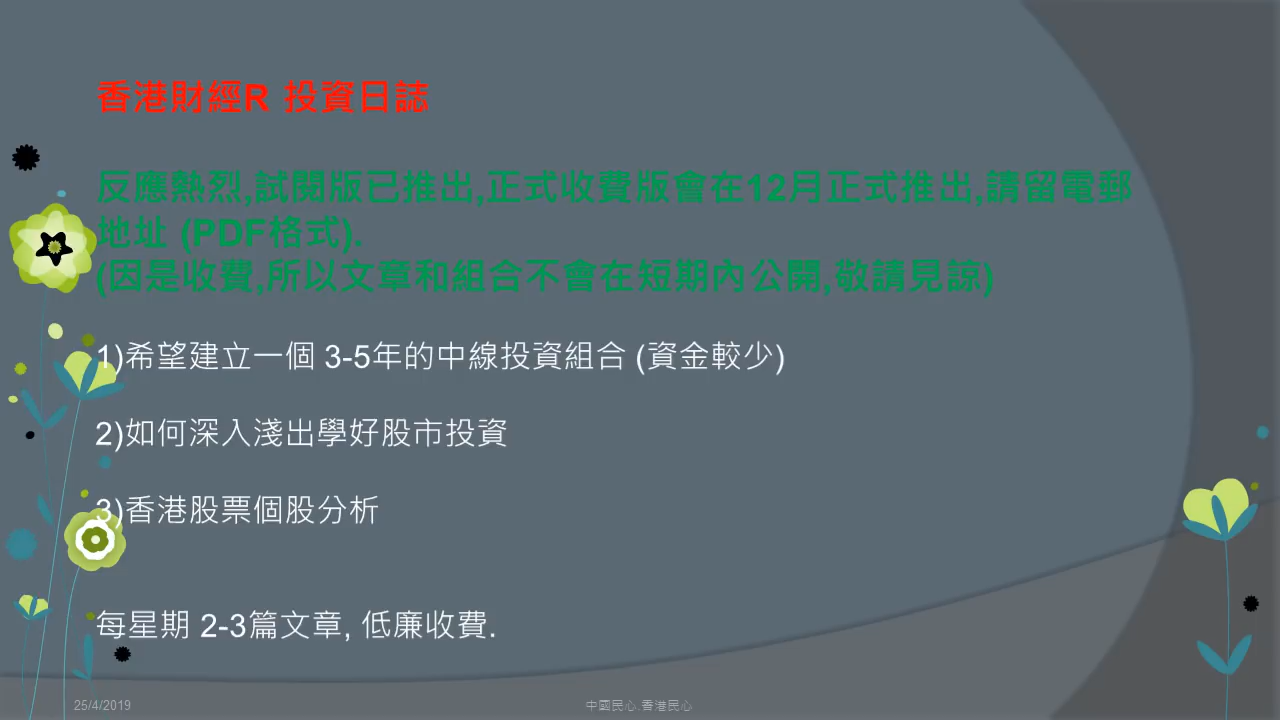 香港財經R 投資日誌
反應熱烈,試閱版已推出,正式收費版會在12月正式推出,請留電郵
地址 (PDF格式).
(因是收費,所以文章和組合不會在短期內公開,敬請見諒)
1)希望建立一個 3-5年的中線投資組合 (資金較少)
2)如何深入淺出學好股市投資
3)香港股票個股分析
每星期 2-3篇文章, 低廉收費.
25/4/2019
中國民心.香港民心